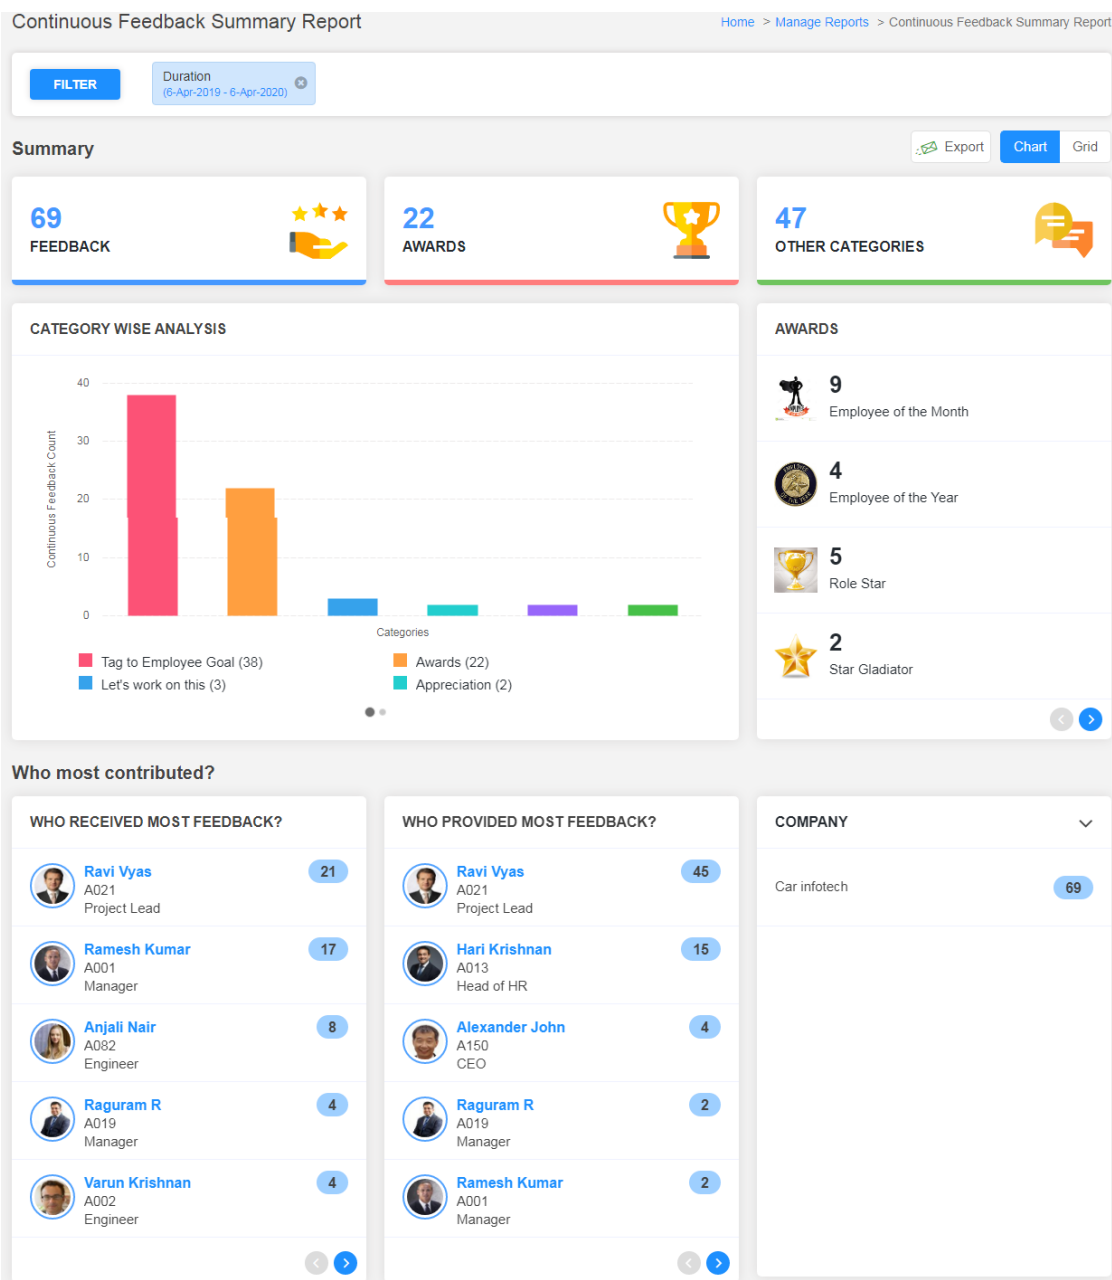 Continuous Feedback Summary Report
Home > Manage Reports > Continuous Feedback Summary Report
FILTER
Duration
(6-Apr-2019 - 6-Apr-2020)
Summary
Export
Chart
Grid
69
FEEDBACK
22
AWARDS
47
OTHER CATEGORIES
CATEGORY WISE ANALYSIS
40
30
20
10
0
Continuous Feedback Count
Categories
Tag to Employee Goal (38)
Awards (22)
Let's work on this (3)
Appreciation (2)
AWARDS
9
Employee of the Month
4
Employee of the Year
5
Role Star
2
Star Gladiator
Who most contributed?
WHO RECEIVED MOST FEEDBACK?
Ravi Vyas
21
A021
Project Lead
Ramesh Kumar
17
A001
Manager
Anjali Nair
8
A082
Engineer
Raguram R
4
A019
Manager
Varun Krishnan
4
A002
Engineer
WHO PROVIDED MOST FEEDBACK?
Ravi Vyas
45
A021
Project Lead
Hari Krishnan
15
A013
Head of HR
Alexander John
4
A150
CEO
Raguram R
2
A019
Manager
Ramesh Kumar
2
A001
Manager
COMPANY
Car infotech
69